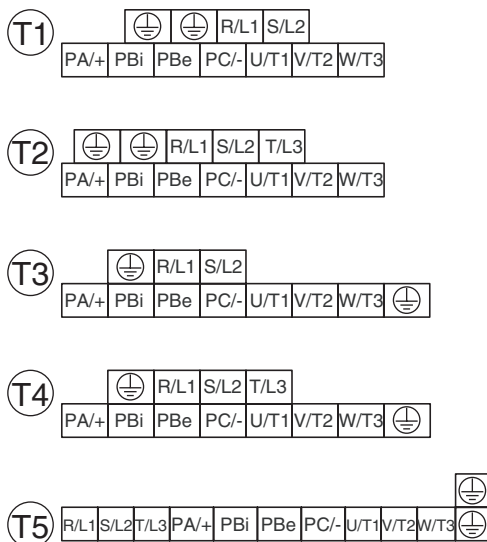 R/L1 S/L2
T1
PA/+ PBi PBe PC/- U/T1 V/T2 W/T3
R/L1 S/L2 T/L3
T2
PA/+ PBi PBe PC/- U/T1 V/T2 W/T3
R/L1 S/L2
T3
PA/+ PBi PBe PC/- U/T1 V/T2 W/T3
R/L1 S/L2 T/L3
T4
PA/+ PBi PBe PC/- U/T1 V/T2 W/T3
T5 R/L1 S/L2 T/L3 PA/+ PBi PBe PC/- U/T1 V/T2 W/T3